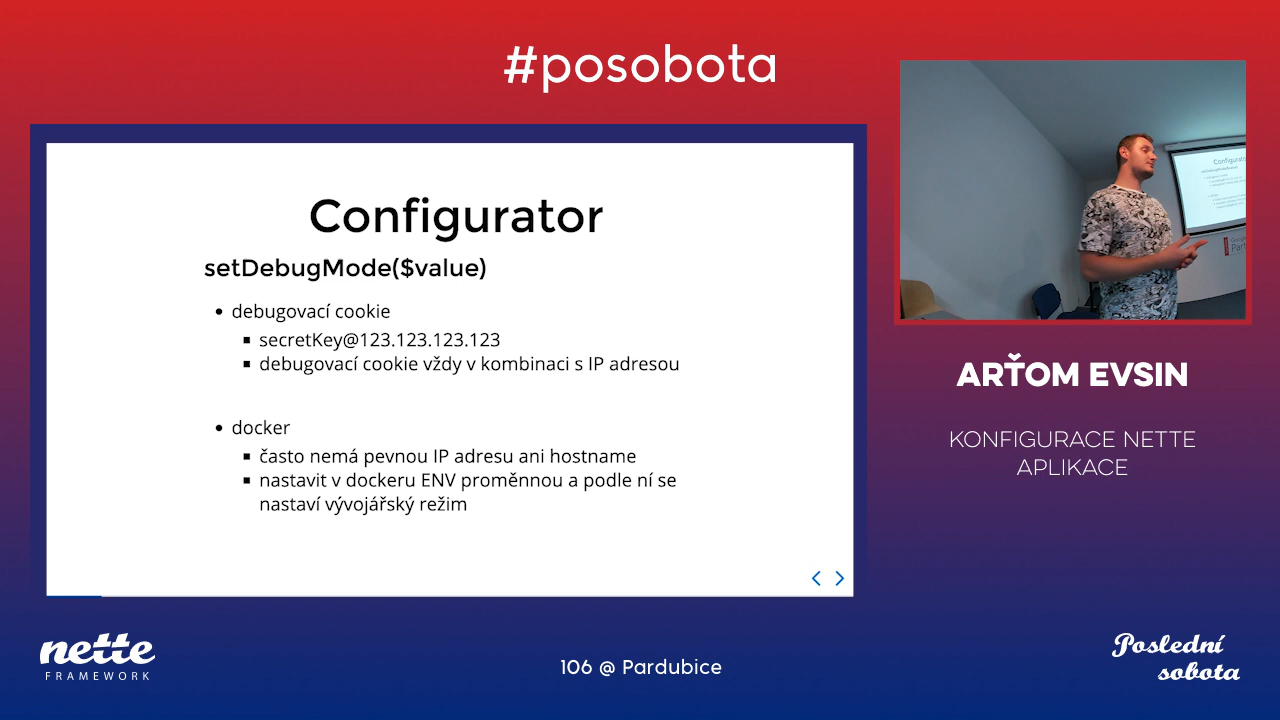 #posobota
Configurator
setDebugMode($value)
debugovací cookie
secretKey@123.123.123.123
debugovací cookie vždy v kombinaci s IP adresou
docker
často nemá pevnou IP adresu ani hostname
nastavit v dockeru ENV proměnnou a podle ní se
nastaví vývojářský režim
Configurato
ARŤOM EVSIN
KONFIGURACE NETTE
APLIKACE
nette
FRAMEWORK
106 @ Pardubice
Poslední
sobota